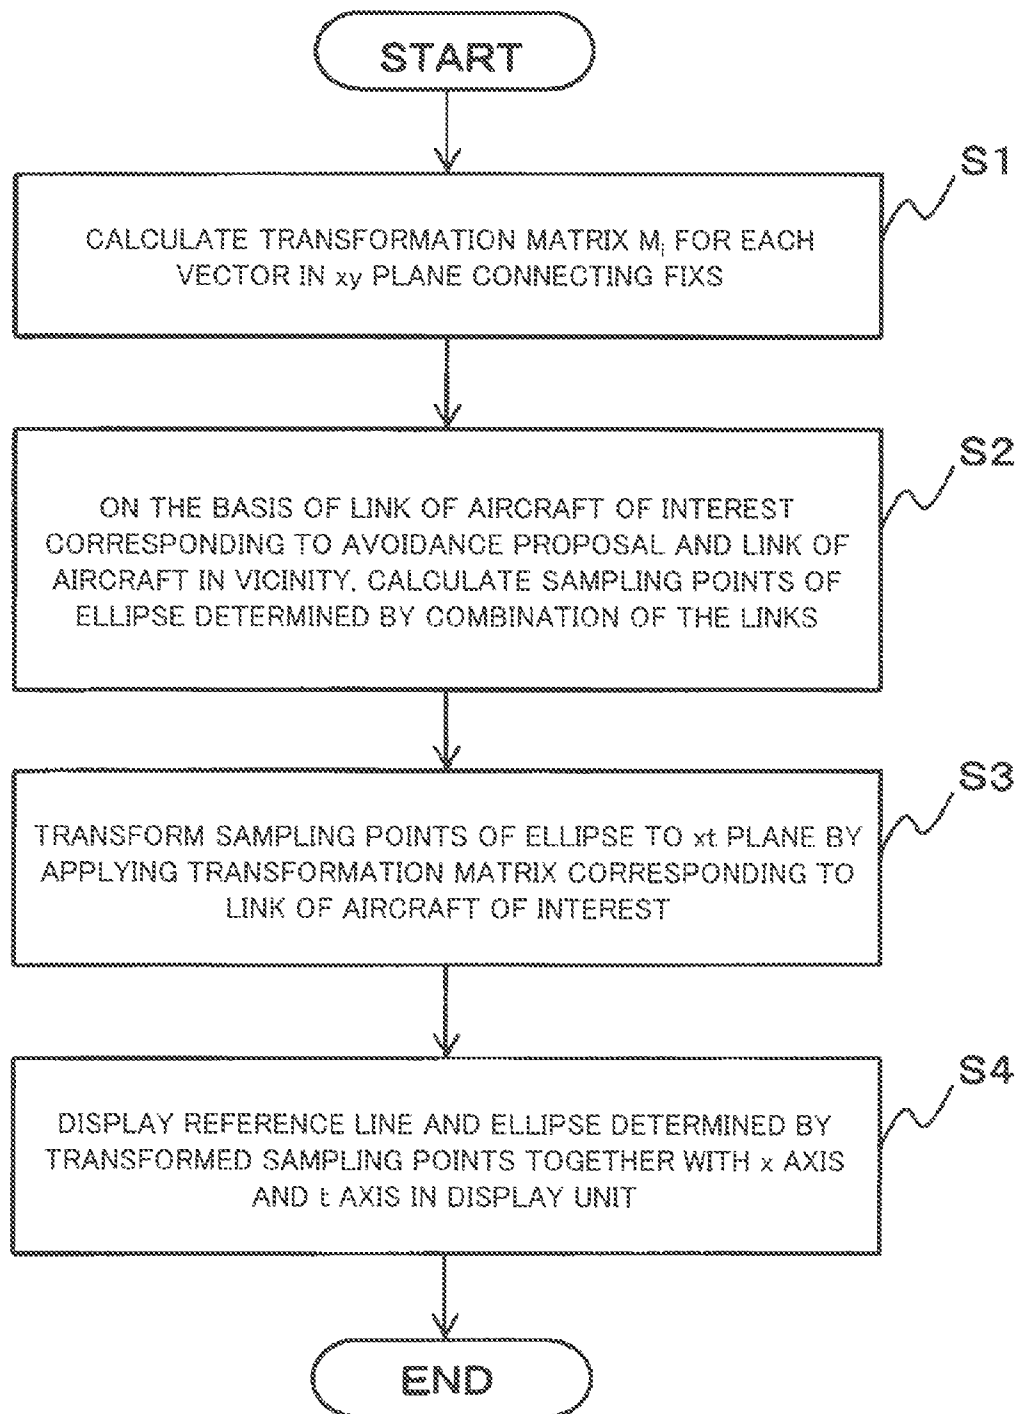 START
S1
CALCULATE TRANSFORMATION MATRIX Mi FOR EACH
VECTOR IN xy PLANE CONNECTING FIXS
S2
ON THE BASIS OF LINK OF AIRCRAFT OF INTEREST
CORRESPONDING TO AVOIDANCE PROPOSAL AND LINK OF
AIRCRAFT IN VICINITY, CALCULATE SAMPLING POINTS OF
ELLIPSE DETERMINED BY COMBINATION OF THE LINKS
S3
TRANSFORM SAMPLING POINTS OF ELLIPSE TO xt PLANE BY
APPLYING TRANSFORMATION MATRIX CORRESPONDING TO
LINK OF AIRCRAFT OF INTEREST
S4
DISPLAY REFERENCE LINE AND ELLIPSE DETERMINED BY
TRANSFORMED SAMPLING POINTS TOGETHER WITH x AXIS
AND t AXIS IN DISPLAY UNIT
END